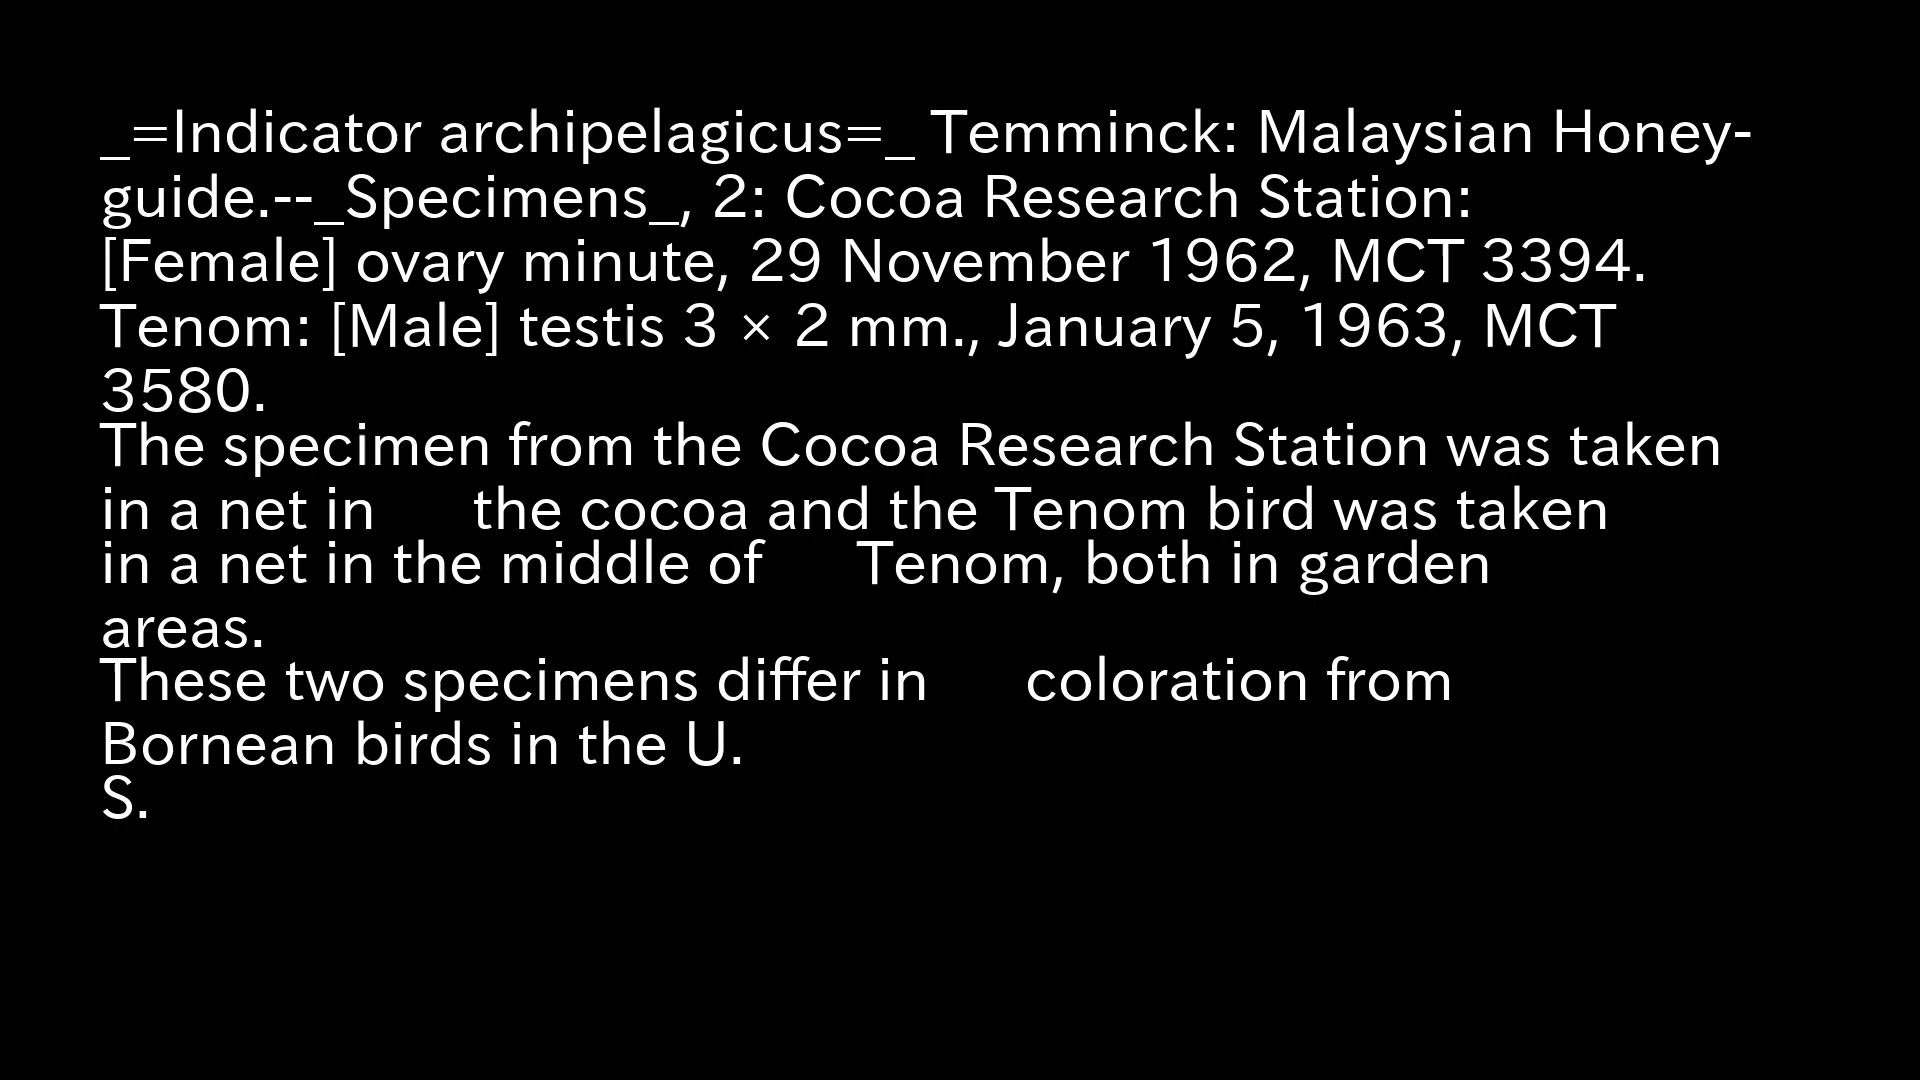 _=Indicator archipelagicus=_ Temminck: Malaysian Honey-
guide.--_Specimens_, 2: Cocoa Research Station:
[Female] ovary minute, 29 November 1962, MCT 3394.
Tenom: [Male] testis 3 × 2 mm., January 5, 1963, MCT
3580.
The specimen from the Cocoa Research Station was taken
in a net in      the cocoa and the Tenom bird was taken
in a net in the middle of      Tenom, both in garden
areas.
These two specimens differ in      coloration from
Bornean birds in the U.
S.